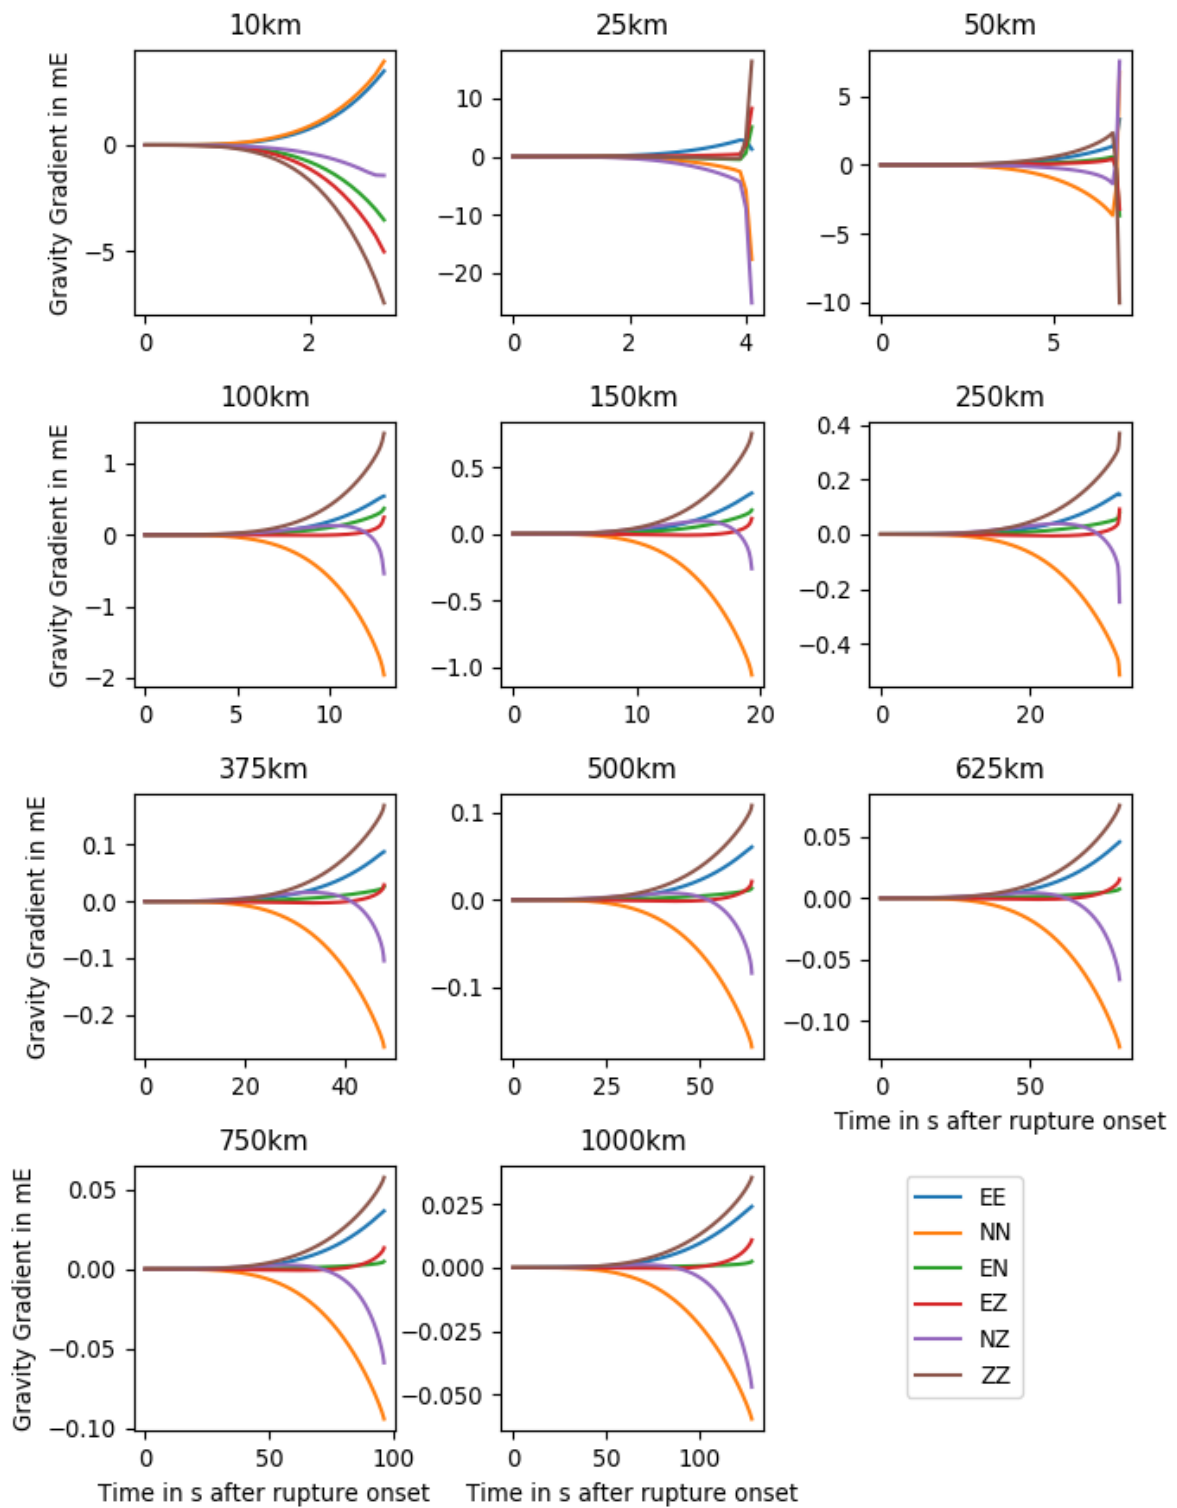 10km
25km
50km
Gravity Gradient in mE
0
−5
0
2
10
0
−10
−20
0
2
4
5
0
−5
−10
0
5
100km
150km
250km
Gravity Gradient in mE
1
0
−1
−2
0
5
10
0.5
0.0
−0.5
−1.0
0
10
20
0.4
0.2
0.0
−0.2
−0.4
0
20
375km
500km
625km
Gravity Gradient in mE
0.1
0.0
−0.1
−0.2
0
20
40
0.1
0.0
−0.1
0
25
50
0.05
0.00
−0.05
−0.10
0
50
Time in s after rupture onset
750km
1000km
Gravity Gradient in mE
0.05
0.00
−0.05
−0.10
0
50
100
Time in s after rupture onset
0.025
0.000
−0.025
−0.050
0
50
100
Time in s after rupture onset
EE
NN
EN
EZ
NZ
ZZ